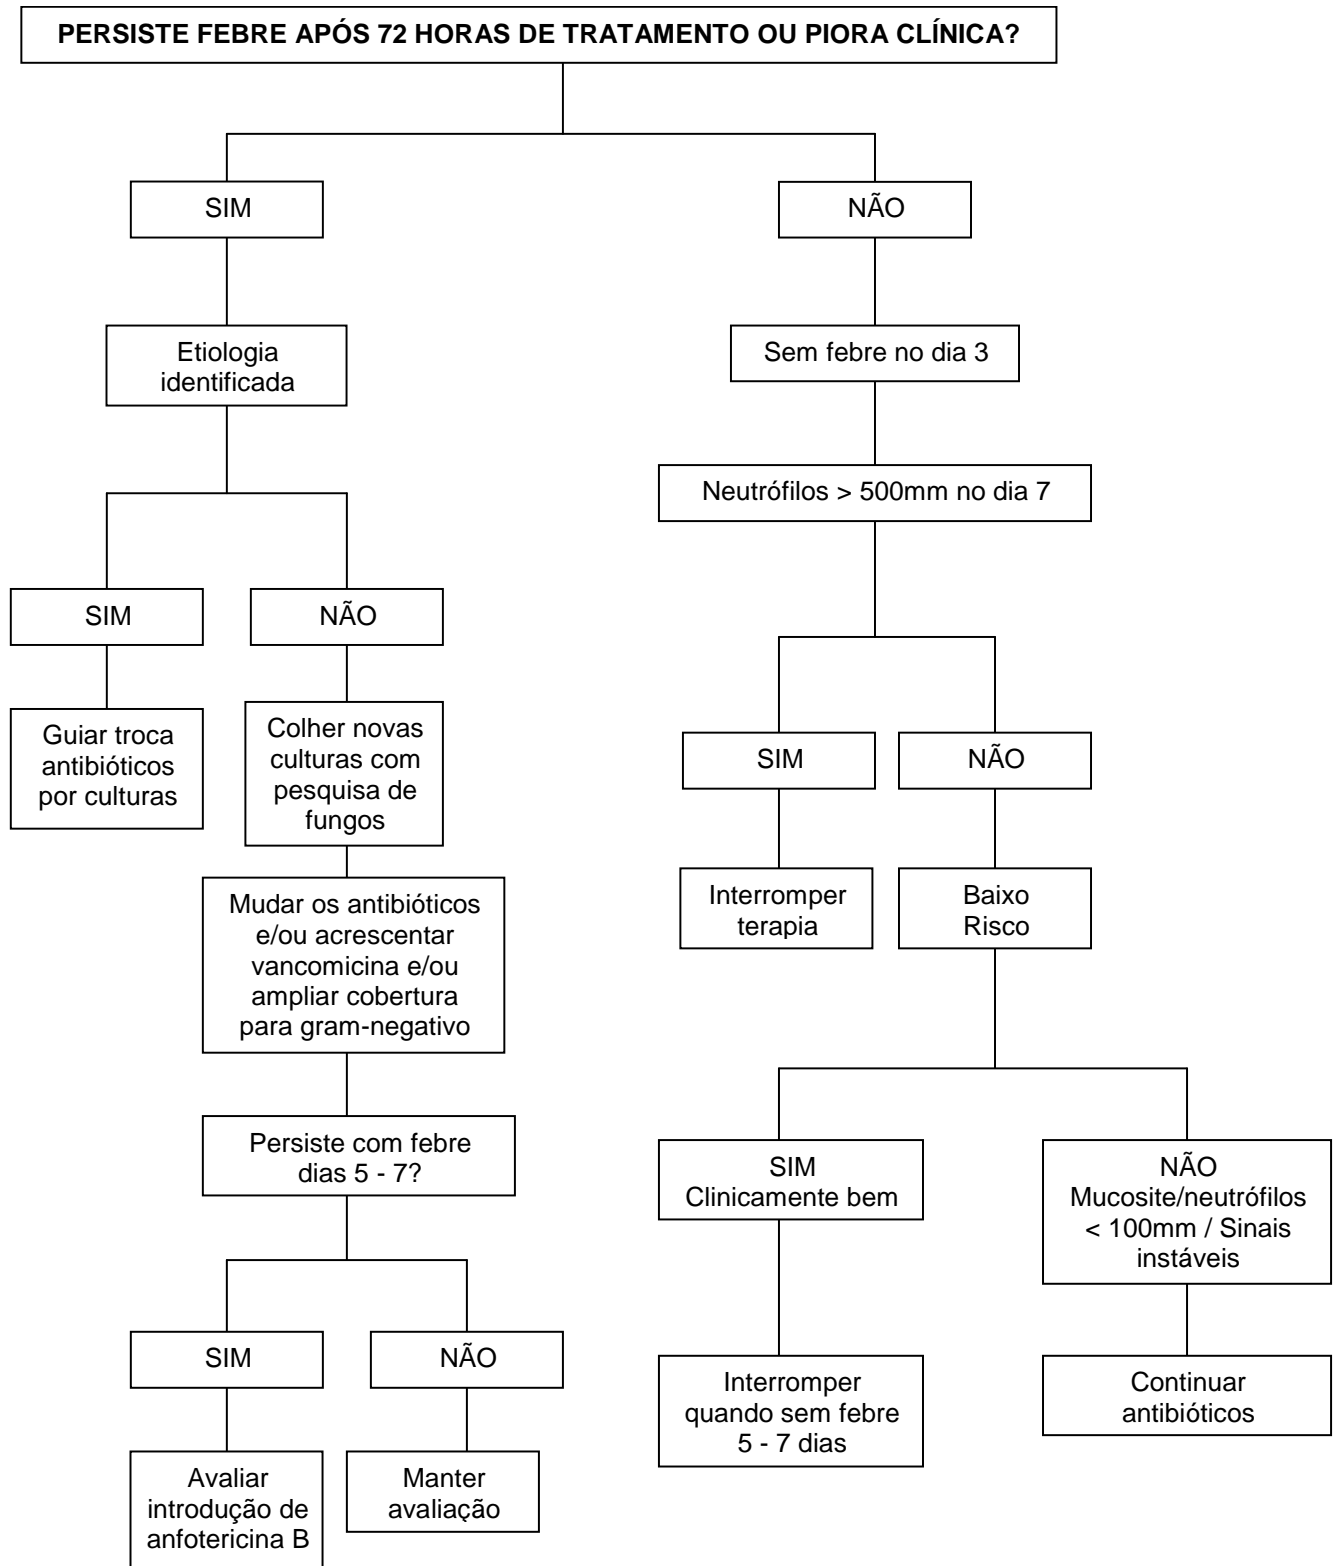 PERSISTE FEBRE APÓS 72 HORAS DE TRATAMENTO OU PIORA CLÍNICA?
SIM
NÃO
Etiologia
identificada
Sem febre no dia 3
Neutrófilos > 500mm no dia 7
SIM
NÃO
Guiar troca
antibióticos
por culturas
Colher novas
culturas com
pesquisa de
fungos
SIM
NÃO
Mudar os antibióticos
e/ou acrescentar
vancomicina e/ou
ampliar cobertura
para gram-negativo
Interromper
terapia
Baixo
Risco
Persiste com febre
dias 5 - 7?
SIM
Clinicamente bem
NÃO
Mucosite/neutrófilos
< 100mm / Sinais
instáveis
SIM
NÃO
Interromper
quando sem febre
5 - 7 dias
Continuar
antibióticos
Avaliar
introdução de
anfotericina B
Manter
avaliação